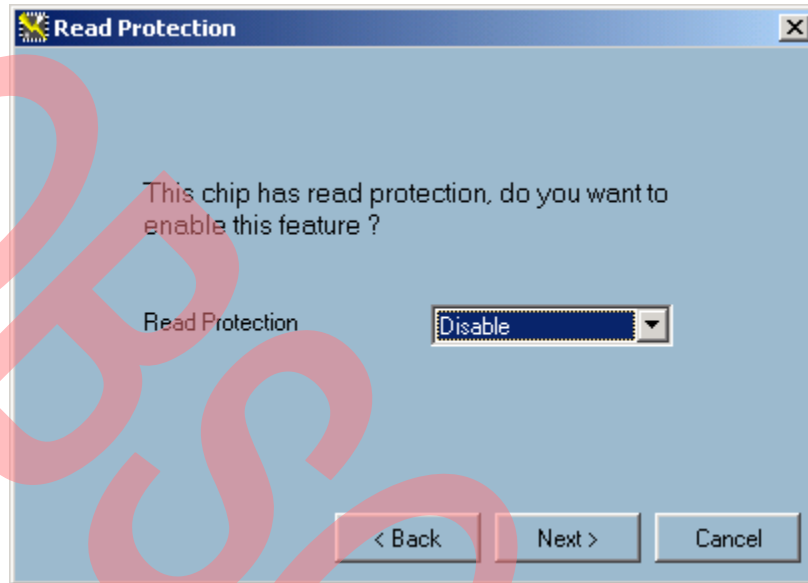 Read Protection
This chip has read protection, do you want to
enable this feature ?
Read Protection
Disable
< Back
Next >
Cancel
OBSO